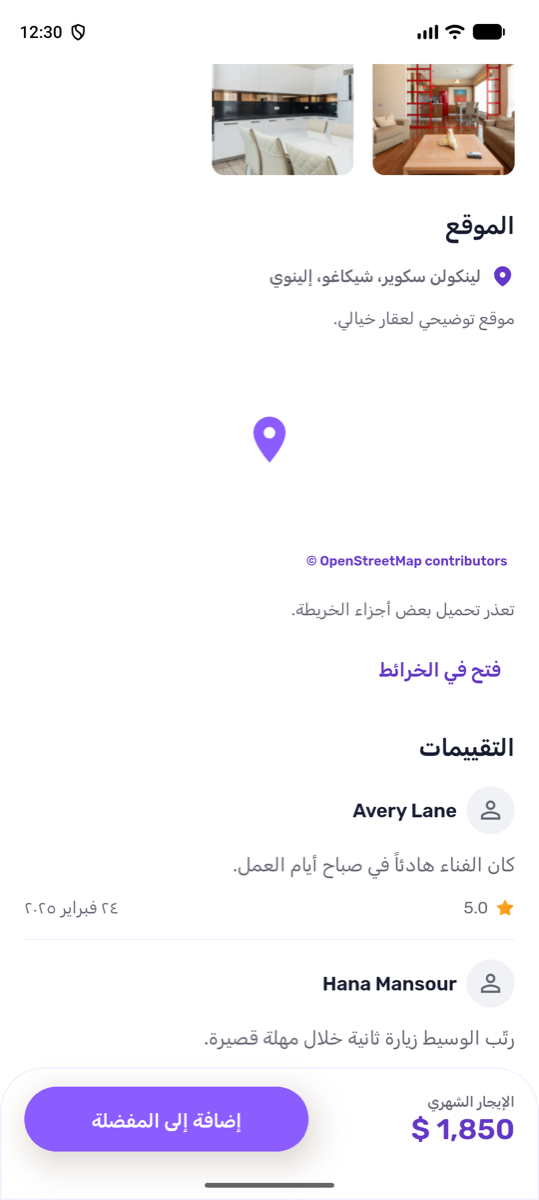 12:30
الموقع
لينكولن سكوير، شيكاغو، إلينوي
موقع توضيحي لعقار خيالي.
© OpenStreetMap contributors
تعذر تحميل بعض أجزاء الخريطة.
فتح في الخرائط
التقييمات
Avery Lane
كان الفناء هادئاً في صباح أيام العمل.
5.0
٢٤ فبراير ٢٠٢٥
Hana Mansour
رتّب الوسيط زيارة ثانية خلال مهلة قصيرة.
الإيجار الشهري
$ 1,850
إضافة إلى المفضلة